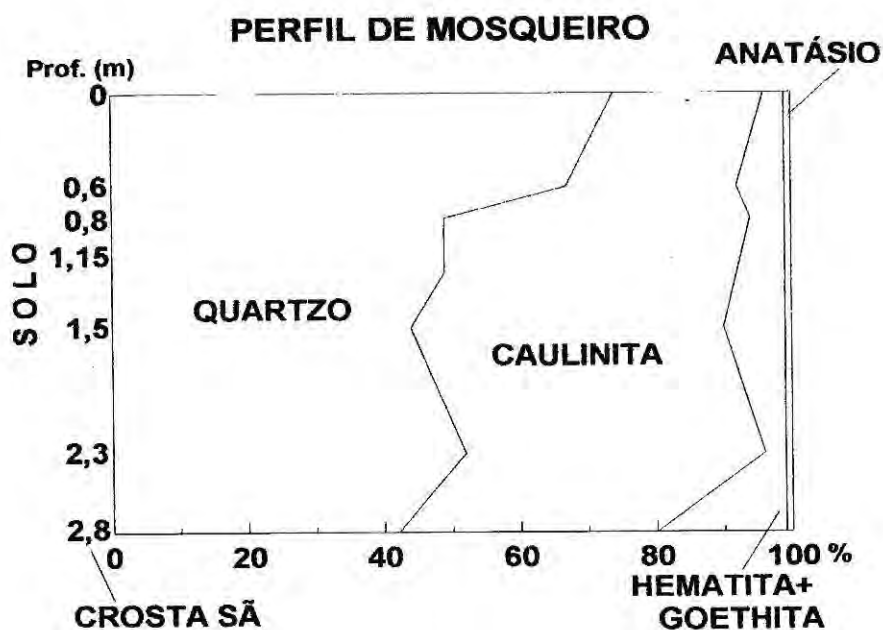 PERFIL DE MOSQUEIRO
ANATÁSIO
Prof. (m)
0
0,6
0,8
1,15
1,5
2,3
2,8
SOLO
QUARTZO
CAULINITA
0 20 40 60 80 100 %
CROSTA SÃ
HEMATITA+
GOETHITA